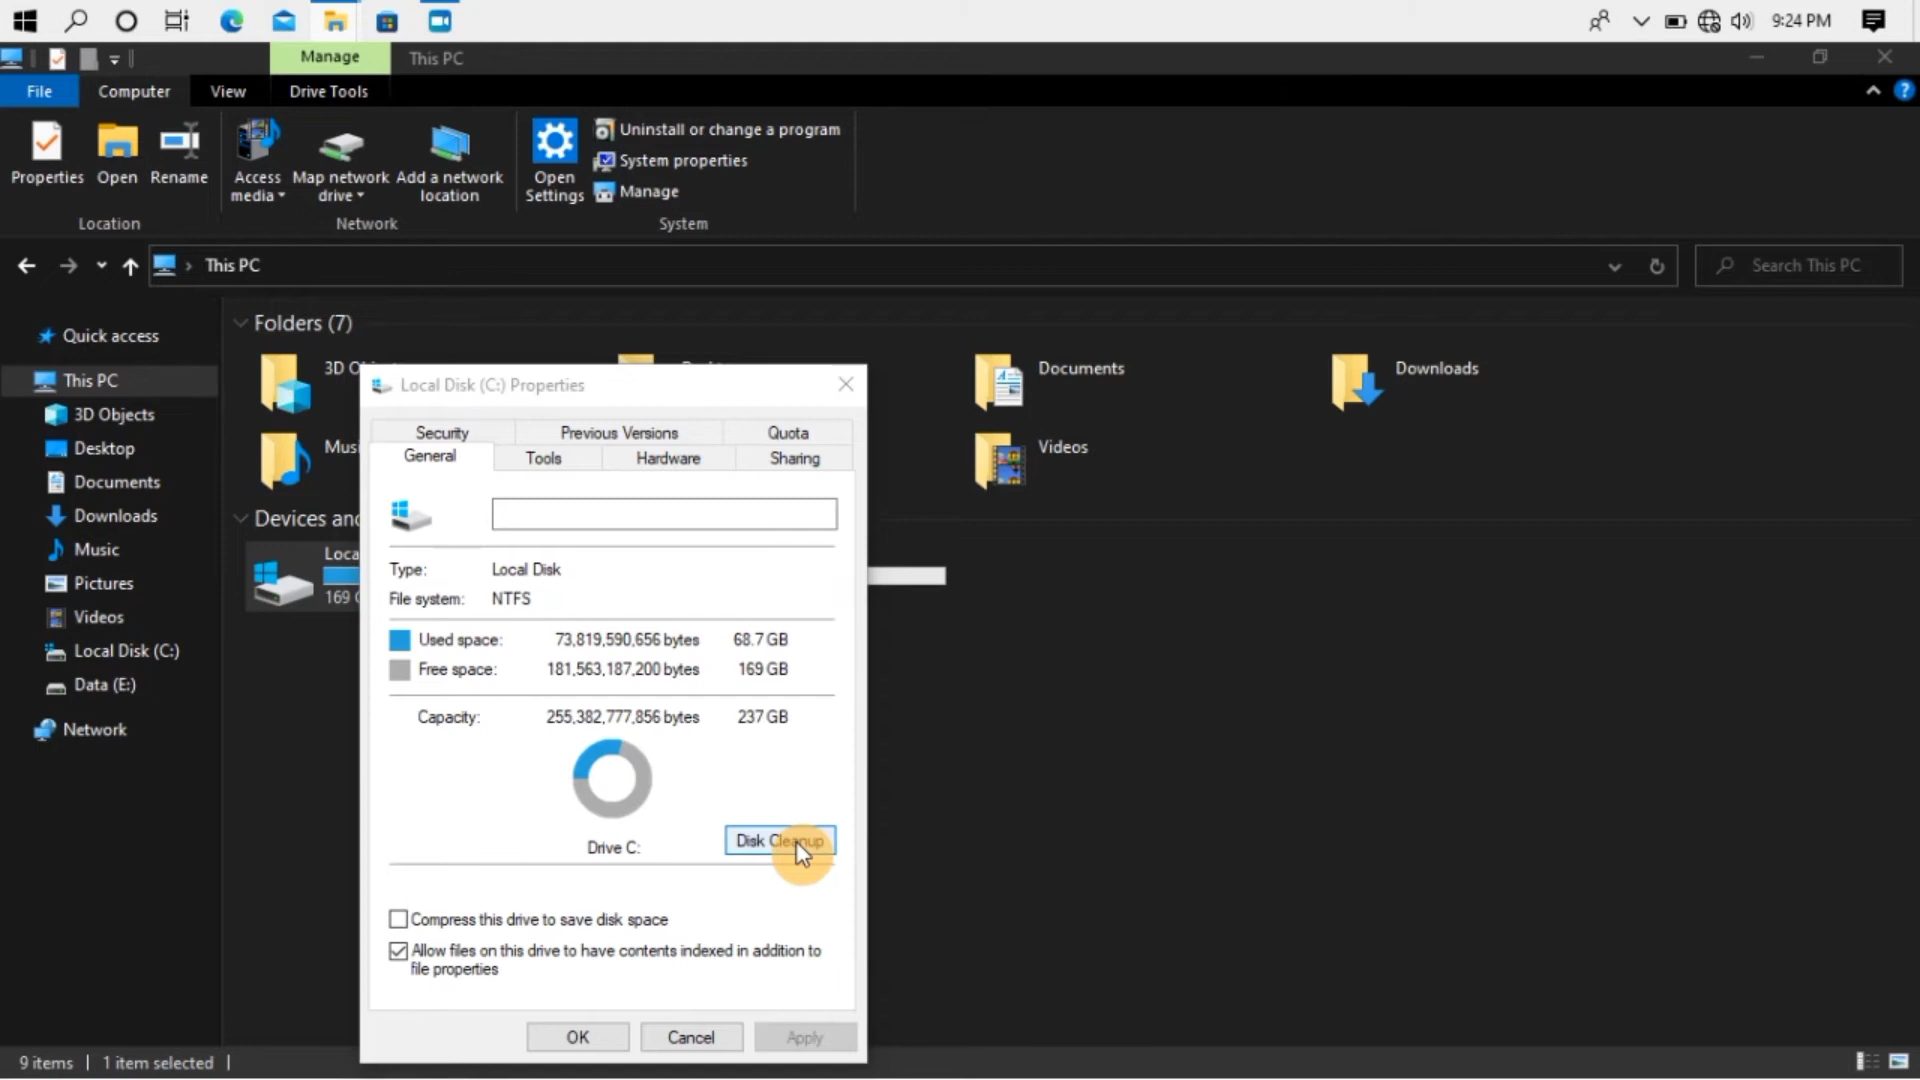 9:24 PM
Manage
This PC
File
Computer
View
Drive Tools
Properties
Open
Rename
Access media
Map network drive
Add a network location
Open Settings
Uninstall or change a program
System properties
Manage
Location
Network
System
This PC
Search This PC
Quick access
This PC
3D Objects
Desktop
Documents
Downloads
Music
Pictures
Videos
Local Disk (C:)
Data (E:)
Network
Folders (7)
3D O
Documents
Downloads
Musi
Videos
Devices and
Loca
169 G
Local Disk (C:) Properties
Security
Previous Versions
Quota
General
Tools
Hardware
Sharing
Type: Local Disk
File system: NTFS
Used space: 73,819,590,656 bytes 68.7 GB
Free space: 181,563,187,200 bytes 169 GB
Capacity: 255,382,777,856 bytes 237 GB
Drive C:
Disk Cleanup
Compress this drive to save disk space
Allow files on this drive to have contents indexed in addition to
file properties
OK
Cancel
Apply
9 items
1 item selected